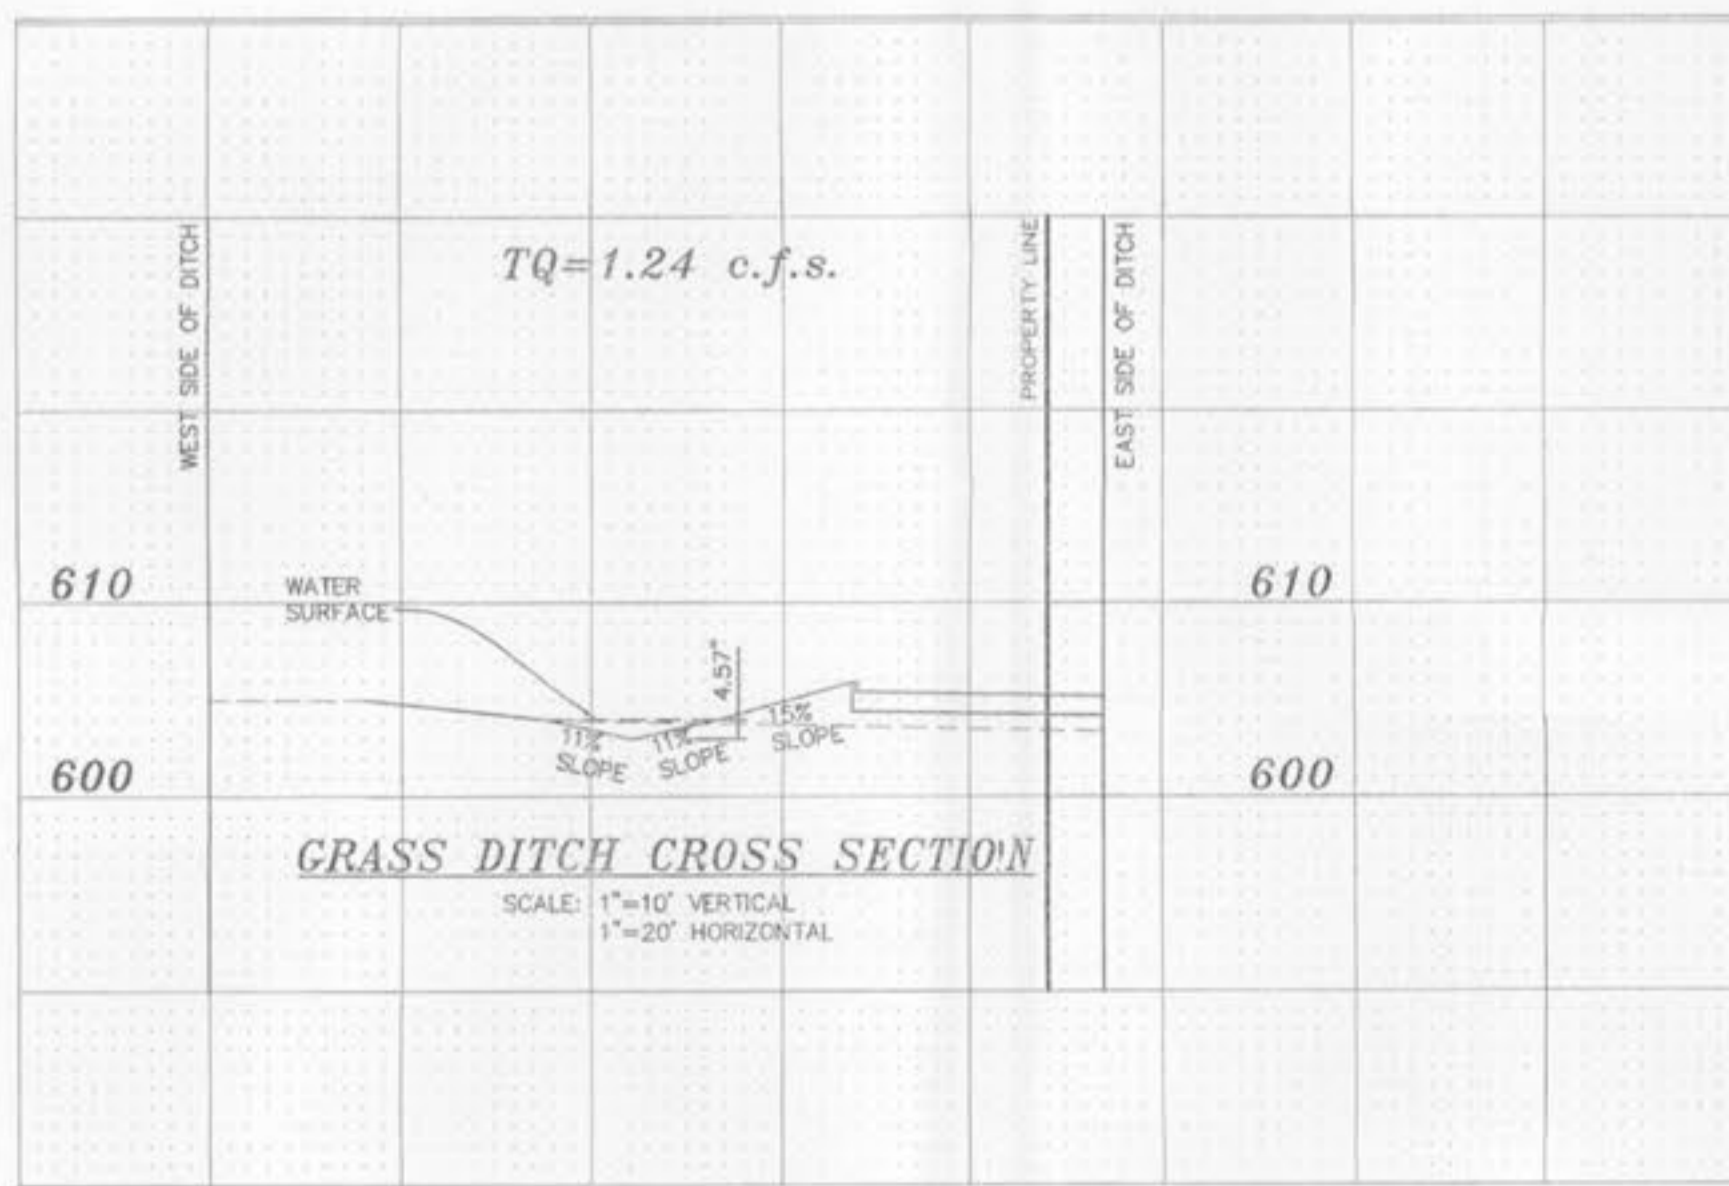 WEST SIDE OF DITCH
TQ=1.24 c.f.s.
PROPERTY LINE
EAST SIDE OF DITCH
610
WATER
SURFACE
610
4.57"
11%
SLOPE
11%
SLOPE
15%
SLOPE
600
600
GRASS DITCH CROSS SECTION
SCALE: 1"=10' VERTICAL
1"=20' HORIZONTAL